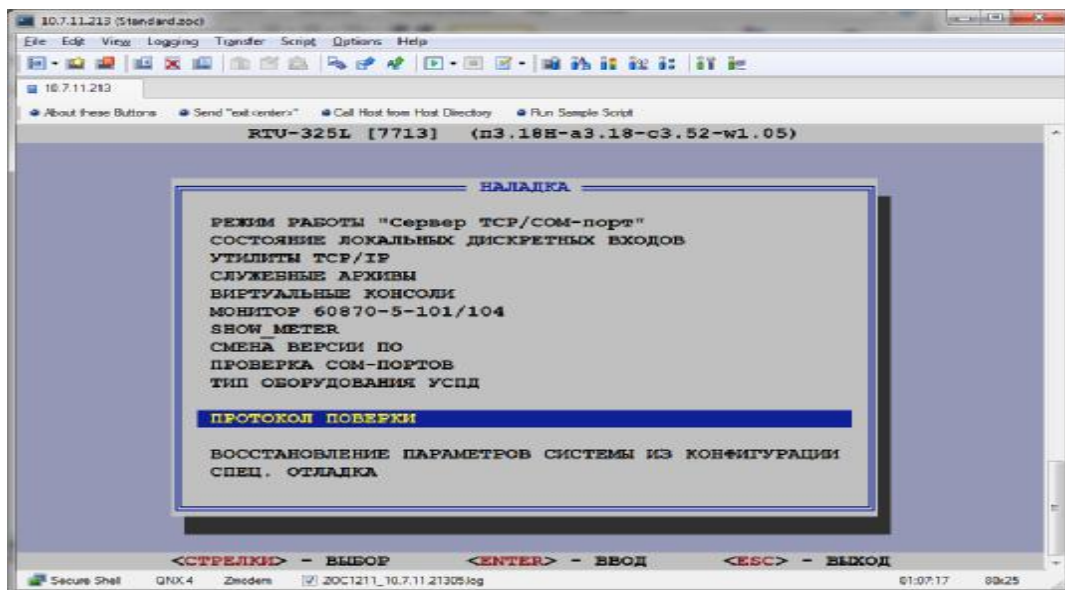 10.7.11.213 (Standard.zoc)
File Edit View Logging Transfer Script Options Help
10.7.11.213
About these Buttons Send "exit<enter>" Call Host from Host Directory Run Sample Script
RTU-325L [7713] (п3.18H-a3.18-c3.52-w1.05)
НАЛАДКА
РЕЖИМ РАБОТЫ "Сервер TCP/COM-порт"
СОСТОЯНИЕ ЛОКАЛЬНЫХ ДИСКРЕТНЫХ ВХОДОВ
УТИЛИТЫ TCP/IP
СЛУЖЕБНЫЕ АРХИВЫ
ВИРТУАЛЬНЫЕ КОНСОЛИ
МОНИТОР 60870-5-101/104
SHOW_METER
СМЕНА ВЕРСИИ ПО
ПРОВЕРКА COM-ПОРТОВ
ТИП ОБОРУДОВАНИЯ УСПД
ПРОТОКОЛ ПОВЕРКИ
ВОССТАНОВЛЕНИЕ ПАРАМЕТРОВ СИСТЕМЫ ИЗ КОНФИГУРАЦИИ
СПЕЦ. ОТЛАДКА
<СТРЕЛКИ> - ВЫБОР <ENTER> - ВВОД <ESC> - ВЫХОД
Secure Shell QNX4 Zmodem ZOC1211_10.7.11.21305.log 01:07:17 80x25